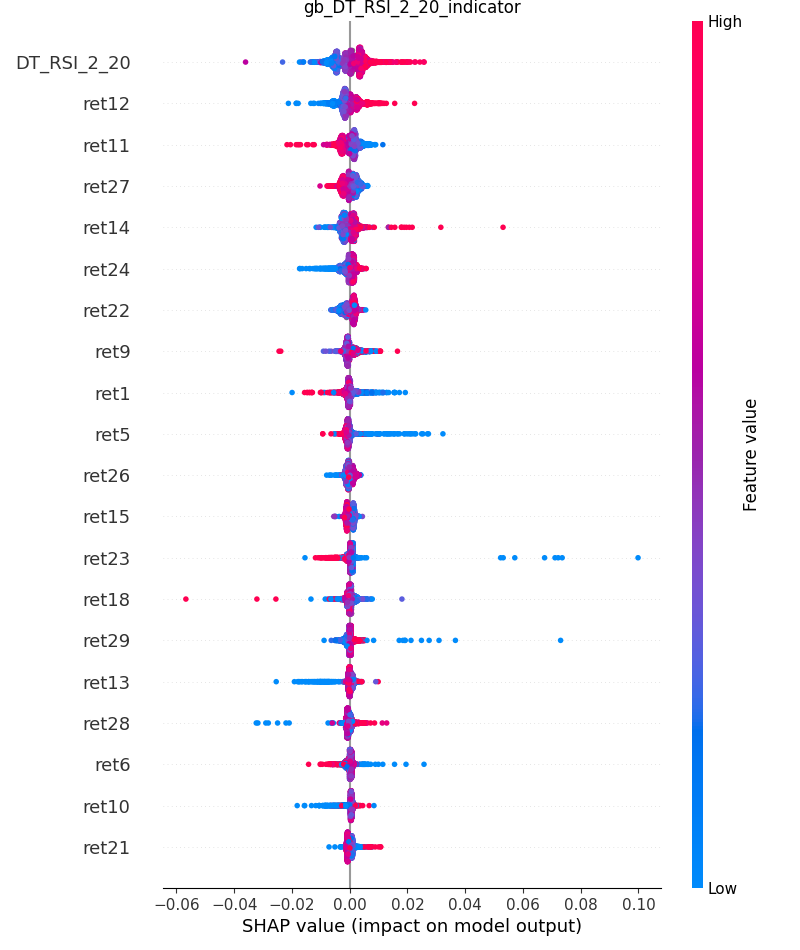 gb_DT_RSI_2_20_indicator
High
DT_RSI_2_20
ret12
ret11
ret27
ret14
ret24
ret22
ret9
ret1
ret5
ret26
ret15
ret23
ret18
ret29
ret13
ret28
ret6
ret10
ret21
Feature value
Low
−0.06 −0.04 −0.02 0.00 0.02 0.04 0.06 0.08 0.10
SHAP value (impact on model output)